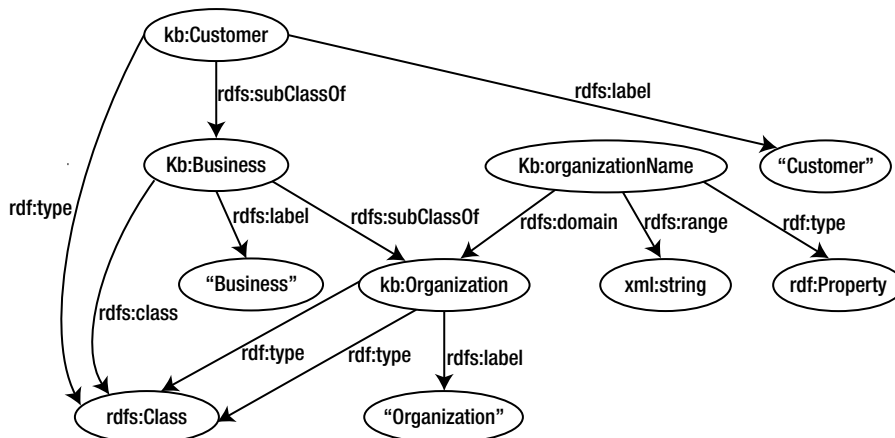 kb:Customer
rdfs:subClassOf
rdfs:label
Kb:Business
Kb:organizationName
“Customer”
rdf:type
rdfs:label
rdfs:subClassOf
rdfs:domain
rdfs:range
rdf:type
“Business”
kb:Organization
xml:string
rdf:Property
rdfs:class
rdf:type
rdf:type
rdfs:label
rdfs:Class
“Organization”